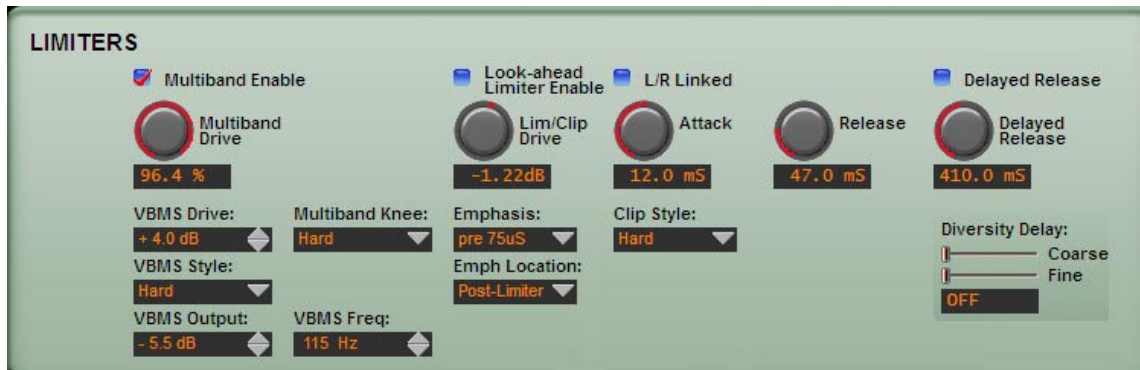 LIMITERS
Multiband Enable
Look-ahead
Limiter Enable
L/R Linked
Delayed Release
Multiband
Drive
Lim/Clip
Drive
Attack
Release
Delayed
Release
96.4 %
-1.22dB
12.0 mS
47.0 mS
410.0 mS
VBMS Drive:
Multiband Knee:
Emphasis:
Clip Style:
+ 4.0 dB
Hard
pre 75uS
Hard
VBMS Style:
Emph Location:
Hard
Post-Limiter
VBMS Output:
VBMS Freq:
- 5.5 dB
115 Hz
Diversity Delay:
Coarse
Fine
OFF